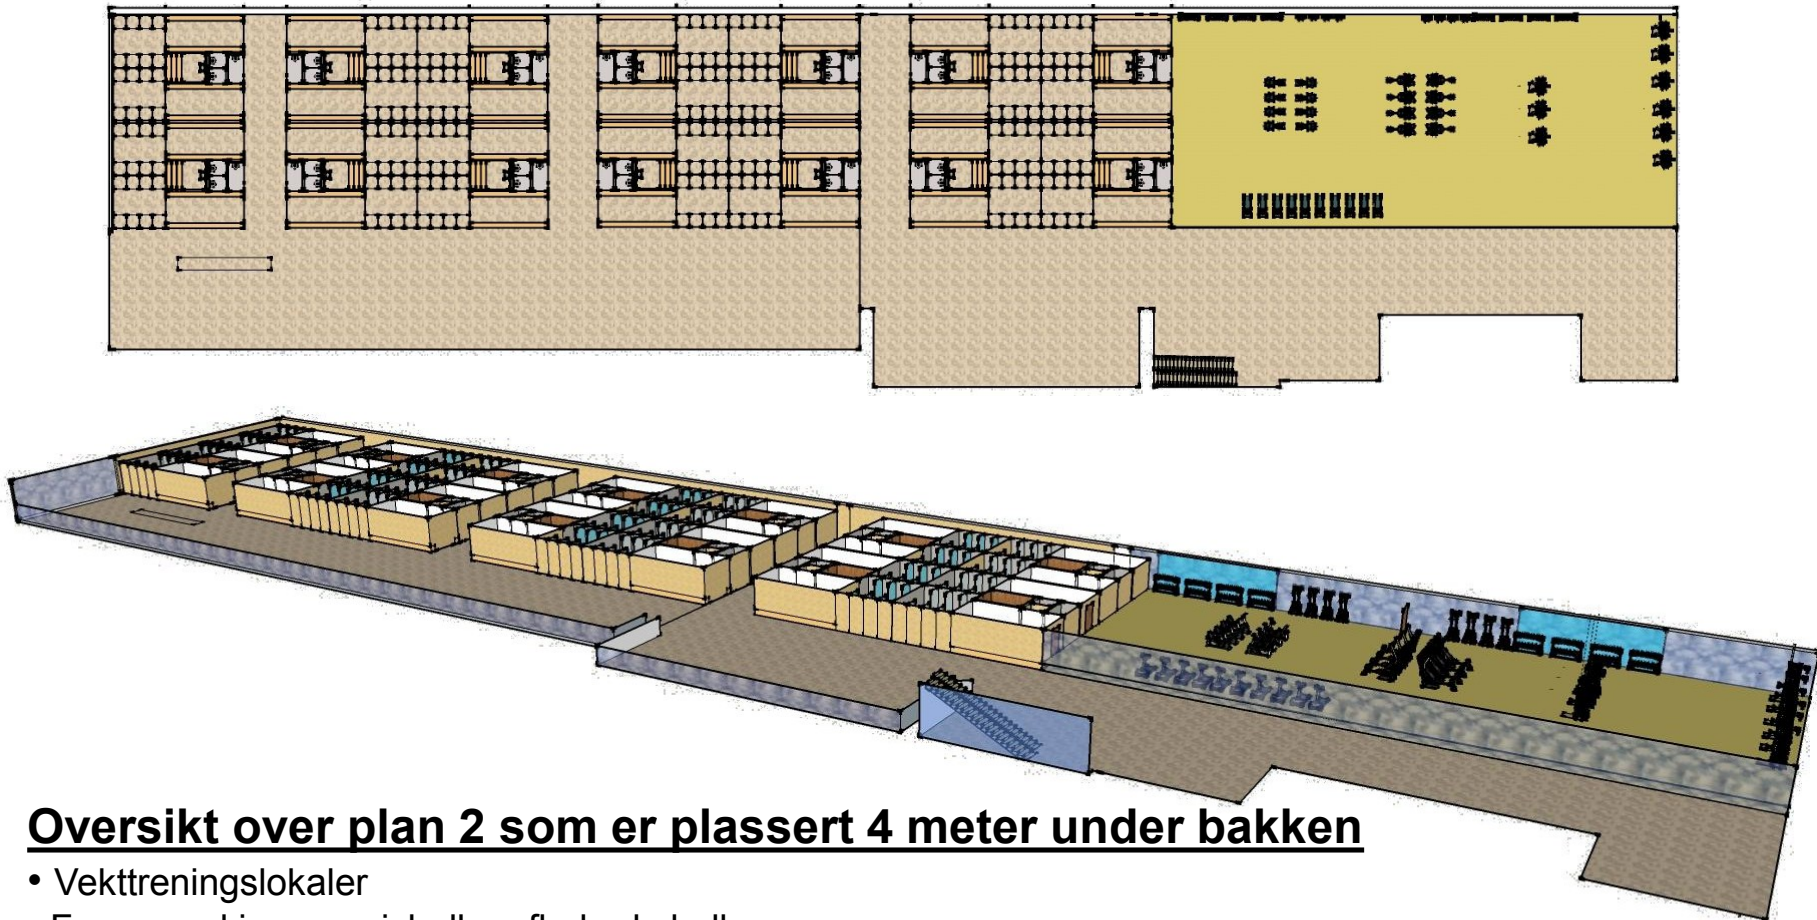 Oversikt over plan 2 som er plassert 4 meter under bakken
• Vekttreningslokaler